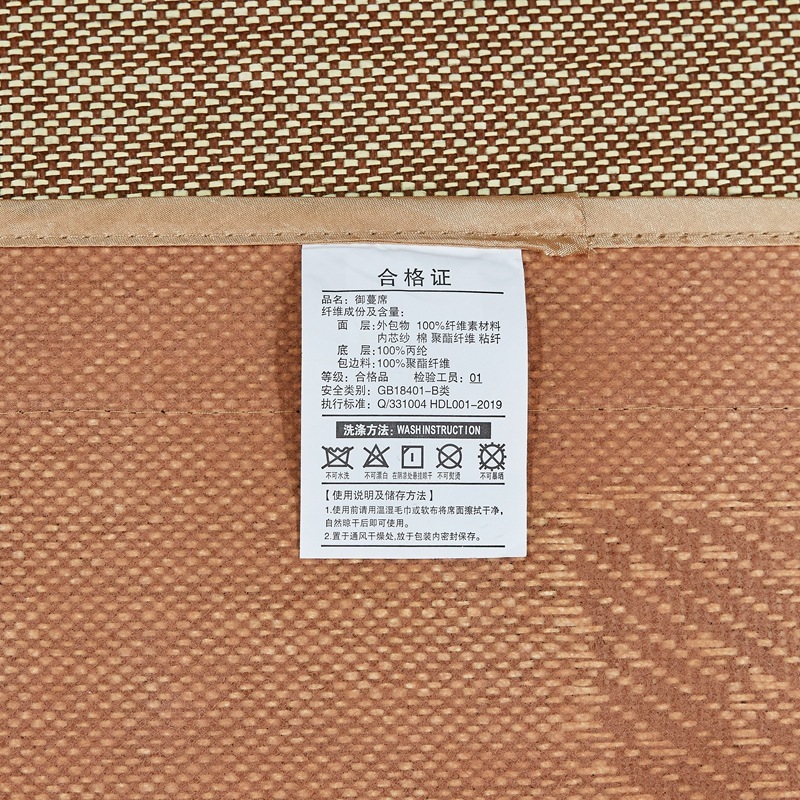 合格证
品名：御蔓席
纤维成份及含量：
面 层：外包物 100%纤维素材料
内芯纱 棉 聚酯纤维 粘纤
底 层：100%丙纶
包边料：100%聚酯纤维
等级：合格品 检验工员：01
安全类别：GB18401-B类
执行标准：Q/331004 HDL001-2019
洗涤方法：WASH INSTRUCTION
不可水洗 不可漂白 在阴凉处悬挂晾干 不可熨烫 不可暴晒
【使用说明及储存方法】
1.使用前请用温湿毛巾或软布将席面擦拭干净，
自然晾干后即可使用。
2.置于通风干燥处，放于包装内密封保存。